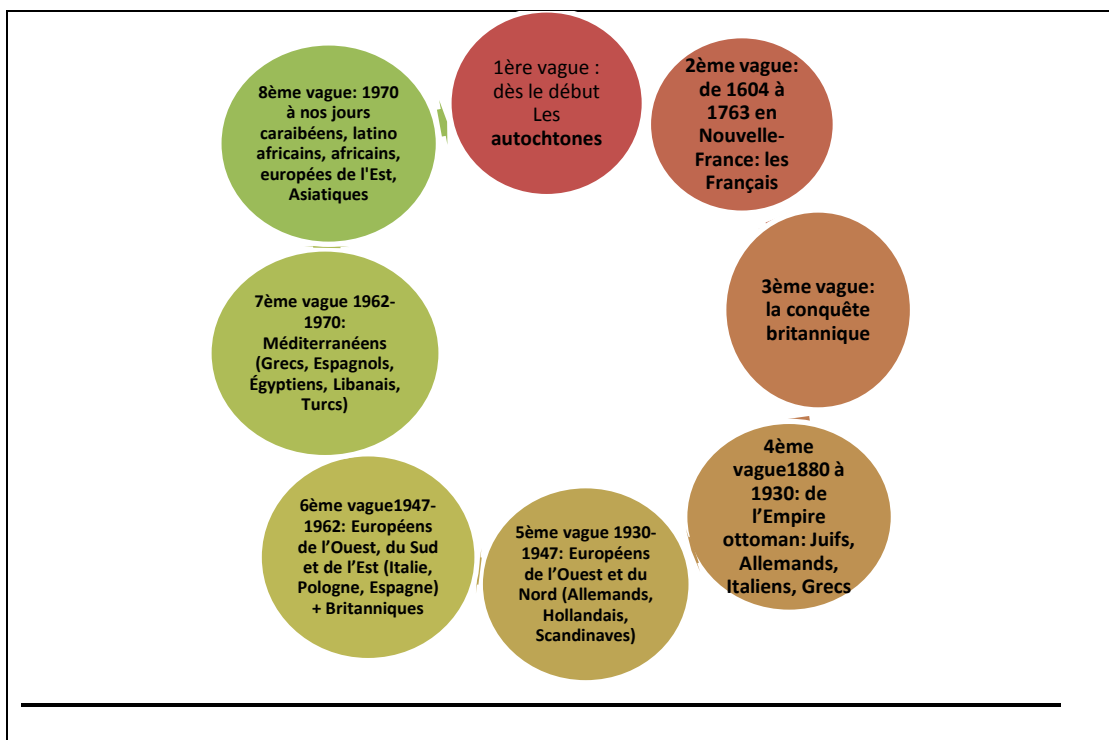 1ère vague :
dès le début
Les
autochtones
2ème vague:
de 1604 à
1763 en
Nouvelle-
France: les
Français
3ème vague:
la conquête
britannique
4ème
vague1880 à
1930: de
l’Empire
ottoman: Juifs,
Allemands,
Italiens, Grecs
5ème vague 1930-
1947: Européens
de l’Ouest et du
Nord (Allemands,
Hollandais,
Scandinaves)
6ème vague1947-
1962: Européens
de l’Ouest, du Sud
et de l’Est (Italie,
Pologne, Espagne)
+ Britanniques
7ème vague 1962-
1970:
Méditerranéens
(Grecs, Espagnols,
Égyptiens, Libanais,
Turcs)
8ème vague: 1970
à nos jours
caraibéens, latino
africains, africains,
europées de l'Est,
Asiatiques